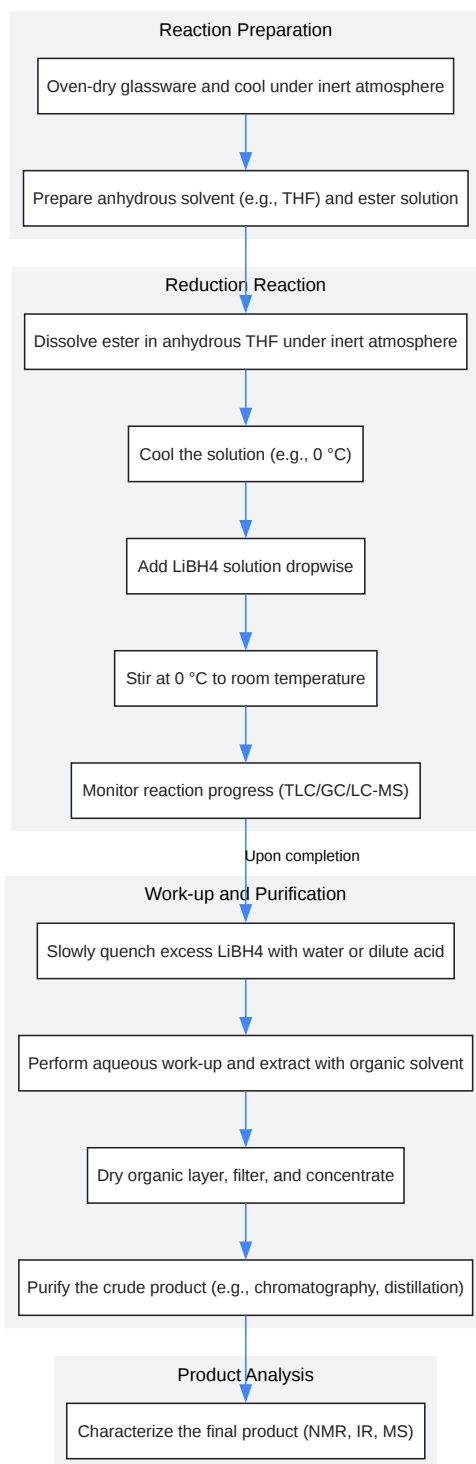 Reaction Preparation
Oven-dry glassware and cool under inert atmosphere
Prepare anhydrous solvent (e.g., THF) and ester solution
Reduction Reaction
Dissolve ester in anhydrous THF under inert atmosphere
Cool the solution (e.g., 0 °C)
Add LiBH4 solution dropwise
Stir at 0 °C to room temperature
Monitor reaction progress (TLC/GC/LC-MS)
Upon completion
Work-up and Purification
Slowly quench excess LiBH4 with water or dilute acid
Perform aqueous work-up and extract with organic solvent
Dry organic layer, filter, and concentrate
Purify the crude product (e.g., chromatography, distillation)
Product Analysis
Characterize the final product (NMR, IR, MS)